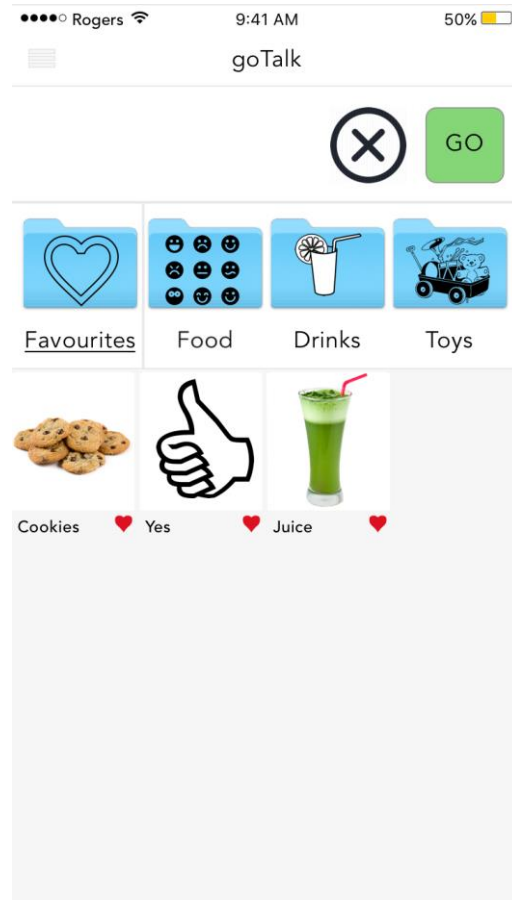 Rogers 9:41 AM 50%
goTalk
GO
Favourites Food Drinks Toys
Cookies Yes Juice